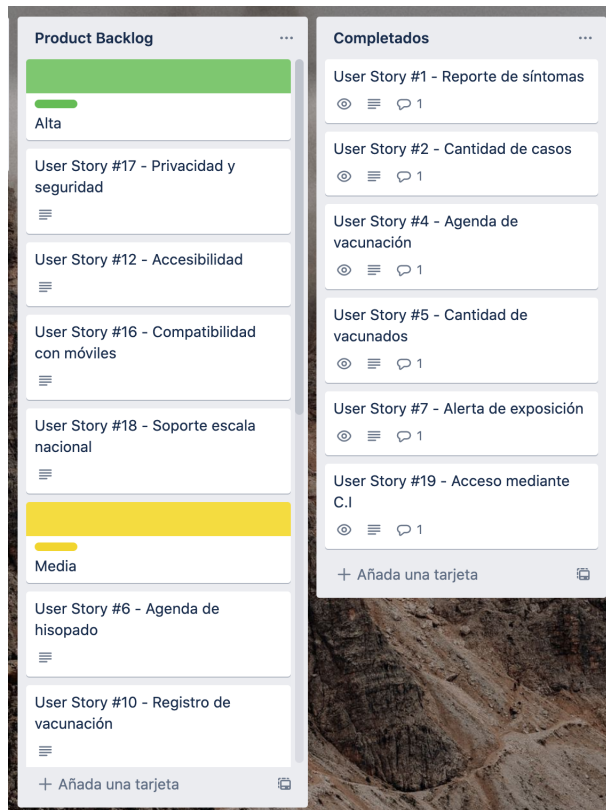 Product Backlog
Alta
User Story #17 - Privacidad y
seguridad
User Story #12 - Accesibilidad
User Story #16 - Compatibilidad
con móviles
User Story #18 - Soporte escala
nacional
Media
User Story #6 - Agenda de
hisopado
User Story #10 - Registro de
vacunación
+ Añada una tarjeta
Completados
User Story #1 - Reporte de síntomas
1
User Story #2 - Cantidad de casos
1
User Story #4 - Agenda de
vacunación
1
User Story #5 - Cantidad de
vacunados
1
User Story #7 - Alerta de exposición
1
User Story #19 - Acceso mediante
C.I
1
+ Añada una tarjeta